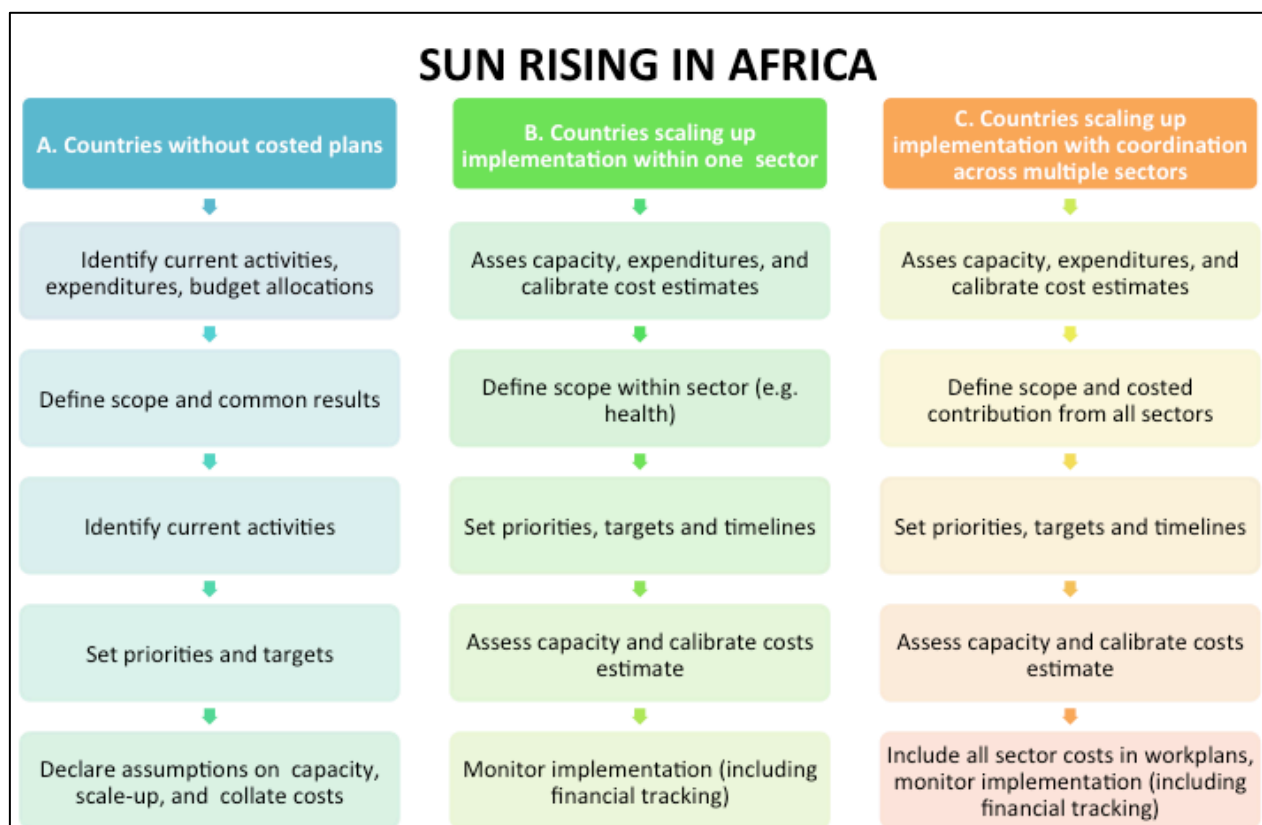 SUN RISING IN AFRICA
A. Countries without costed plans
Identify current activities,
expenditures, budget allocations
Define scope and common results
Identify current activities
Set priorities and targets
Declare assumptions on capacity,
scale-up, and collate costs
B. Countries scaling up
implementation within one sector
Asses capacity, expenditures, and
calibrate cost estimates
Define scope within sector (e.g.
health)
Set priorities, targets and timelines
Assess capacity and calibrate costs
estimate
Monitor implementation (including
financial tracking)
C. Countries scaling up
implementation with coordination
across multiple sectors
Asses capacity, expenditures, and
calibrate cost estimates
Define scope and costed
contribution from all sectors
Set priorities, targets and timelines
Assess capacity and calibrate costs
estimate
Include all sector costs in workplans,
monitor implementation (including
financial tracking)